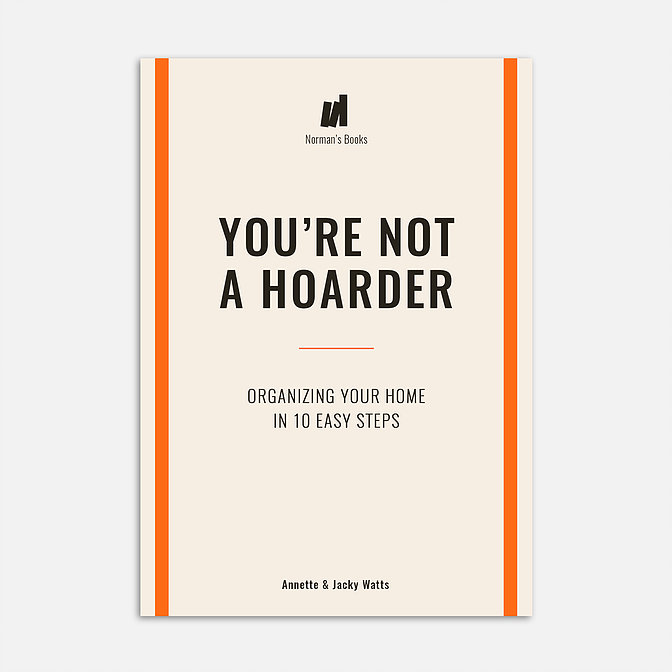 Norman's Books
YOU'RE NOT
A HOARDER
ORGANIZING YOUR HOME
IN 10 EASY STEPS
Annette & Jacky Watts